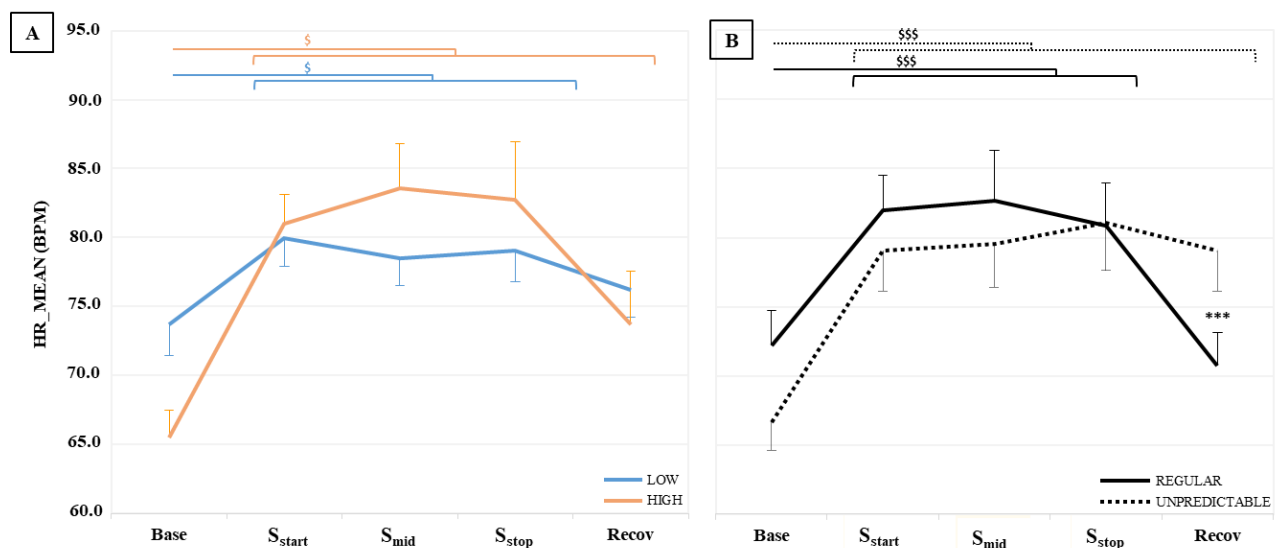 A
B
HR_MEAN (BPM)
95.0
90.0
85.0
80.0
75.0
70.0
65.0
60.0
$
$
$$$
$$$
***
LOW
HIGH
REGULAR
UNPREDICTABLE
Base Sstart Smid Sstop Recov
Base Sstart Smid Sstop Recov